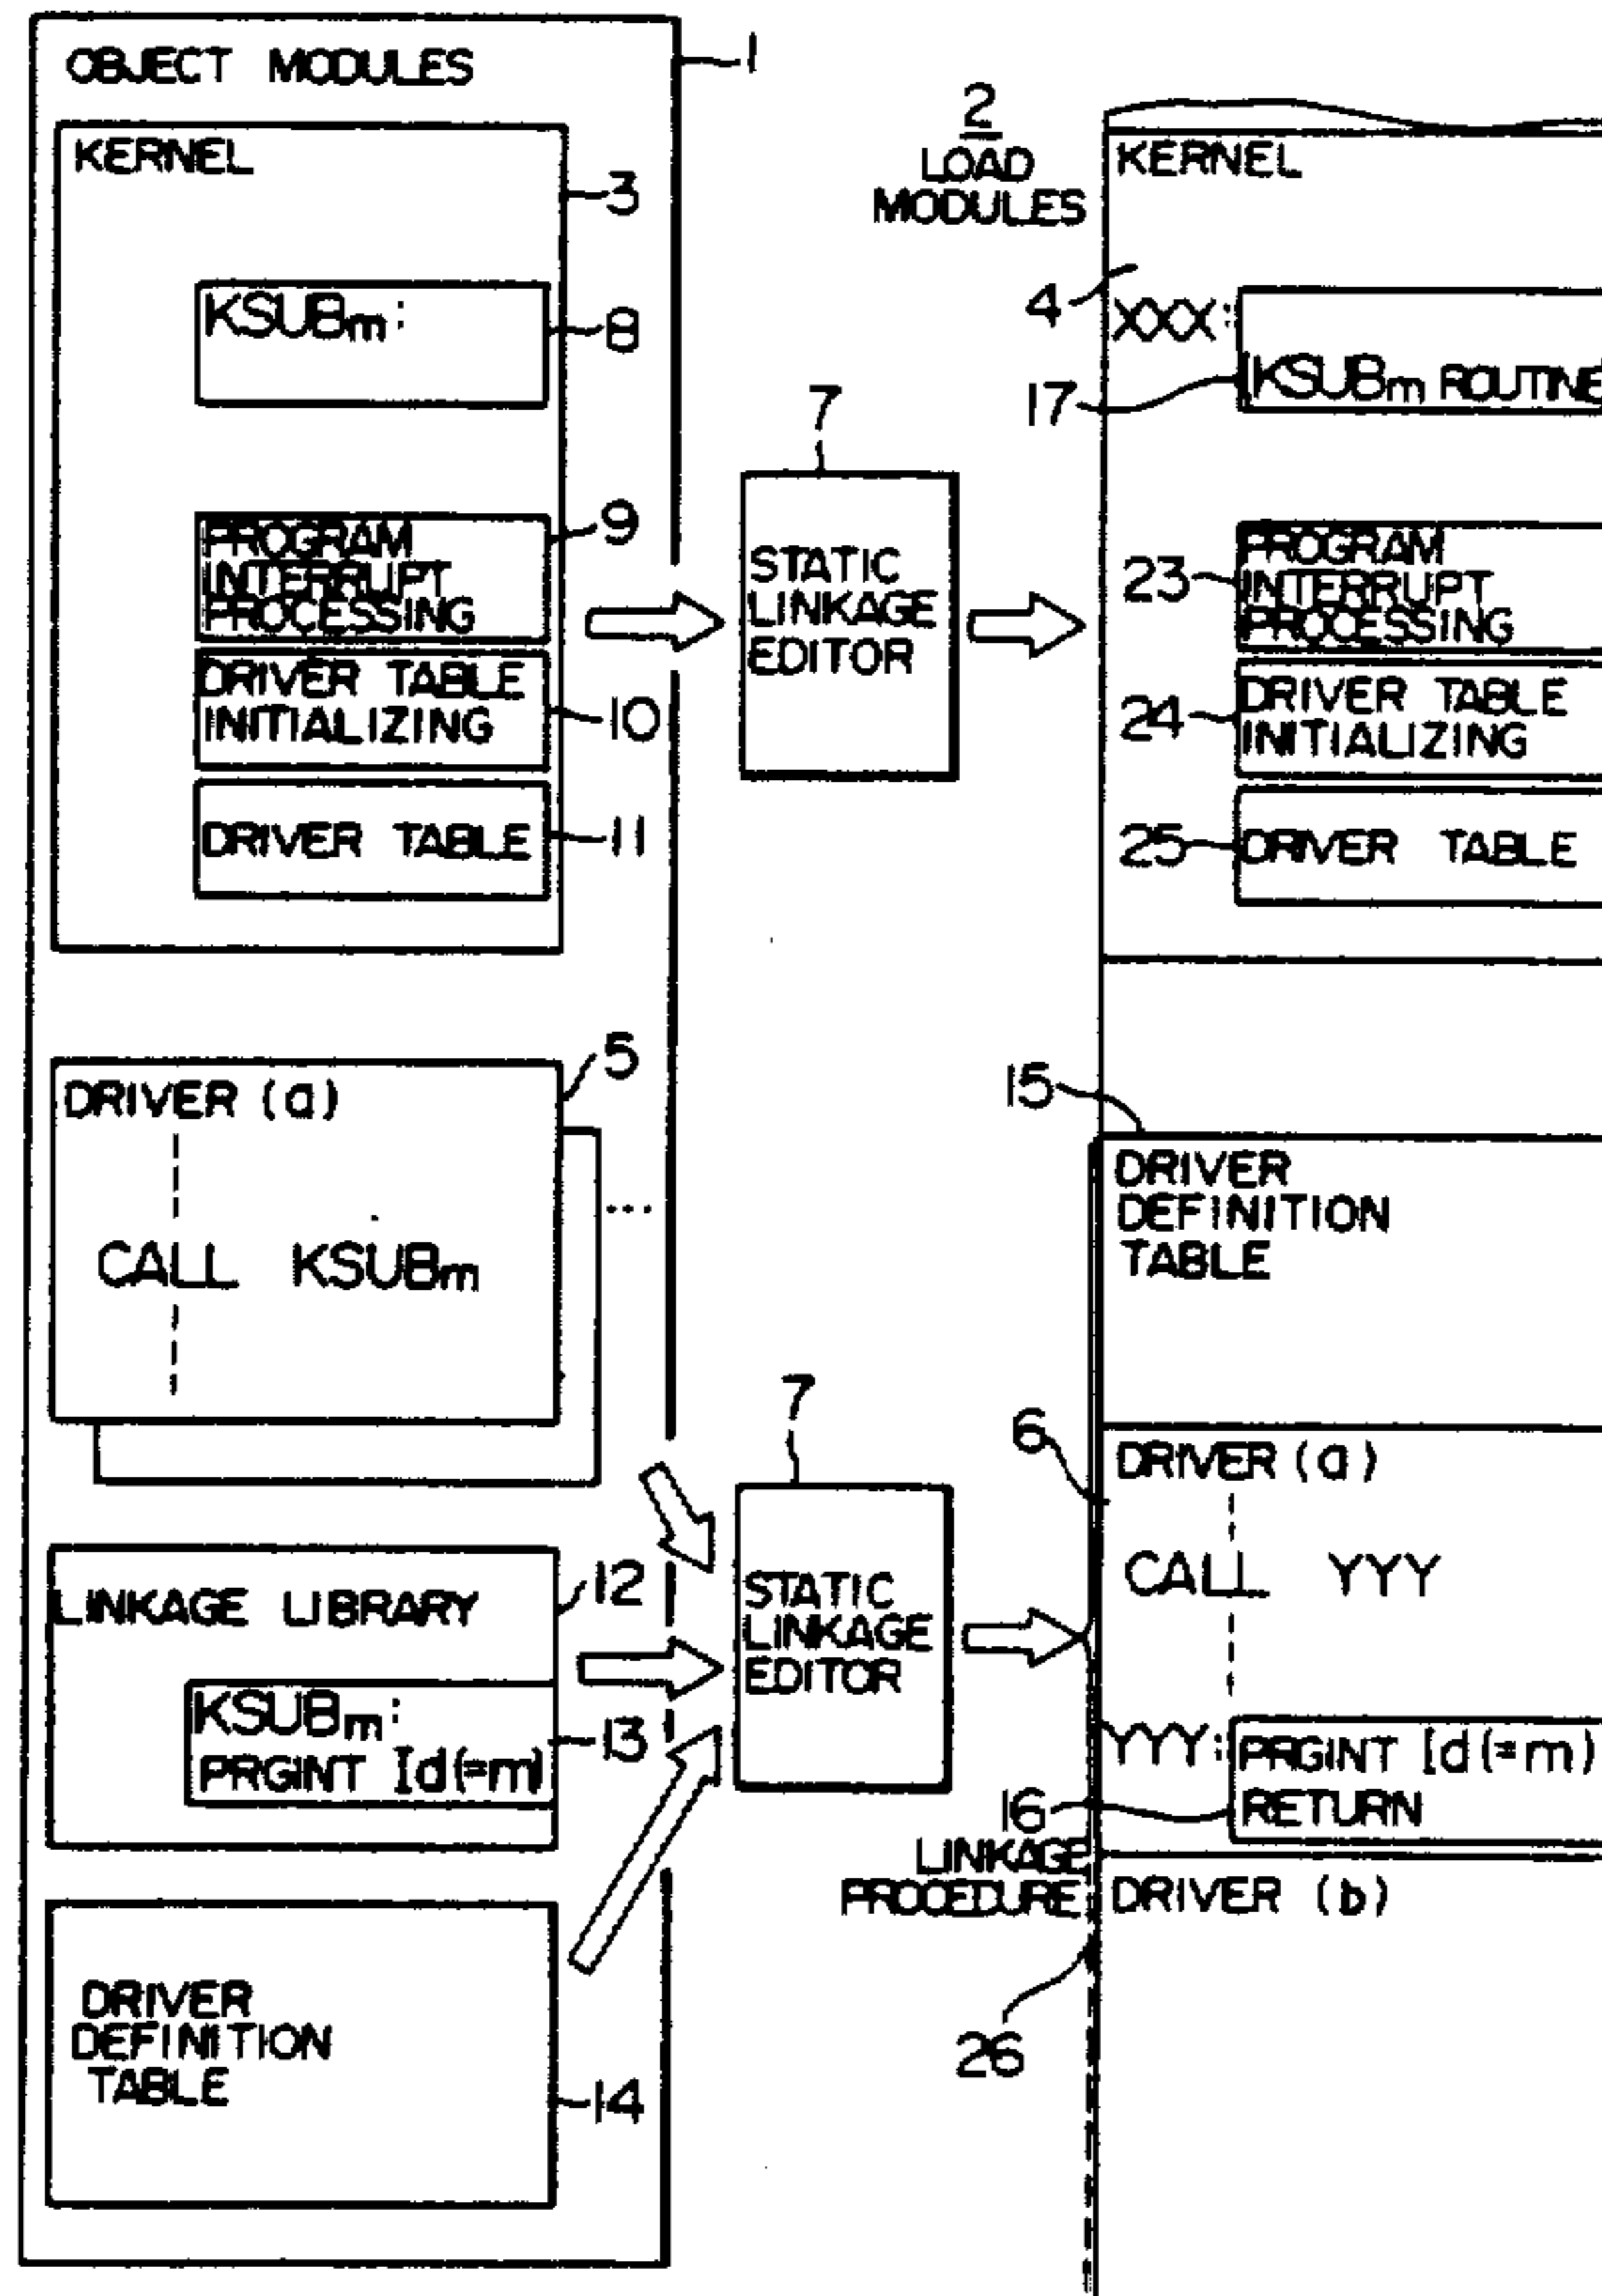 OBJECT MODULES
1
KERNEL
3
KSUBm:
8
PROGRAM
INTERRUPT
PROCESSING
9
DRIVER TABLE
INITIALIZING
10
DRIVER TABLE
11
DRIVER (a)
5
...
CALL KSUBm
LINKAGE LIBRARY
12
KSUBm:
PRGINT Id(=m)
13
DRIVER
DEFINITION
TABLE
14
7
STATIC
LINKAGE
EDITOR
7
STATIC
LINKAGE
EDITOR
2
LOAD
MODULES
KERNEL
4
XXX:
17
KSUBm ROUTINE
23
PROGRAM
INTERRUPT
PROCESSING
24
DRIVER TABLE
INITIALIZING
25
DRIVER TABLE
15
DRIVER
DEFINITION
TABLE
6
DRIVER (a)
CALL YYY
YYY:
PRGINT Id(=m)
RETURN
16
LINKAGE
PROCEDURE
DRIVER (b)
26